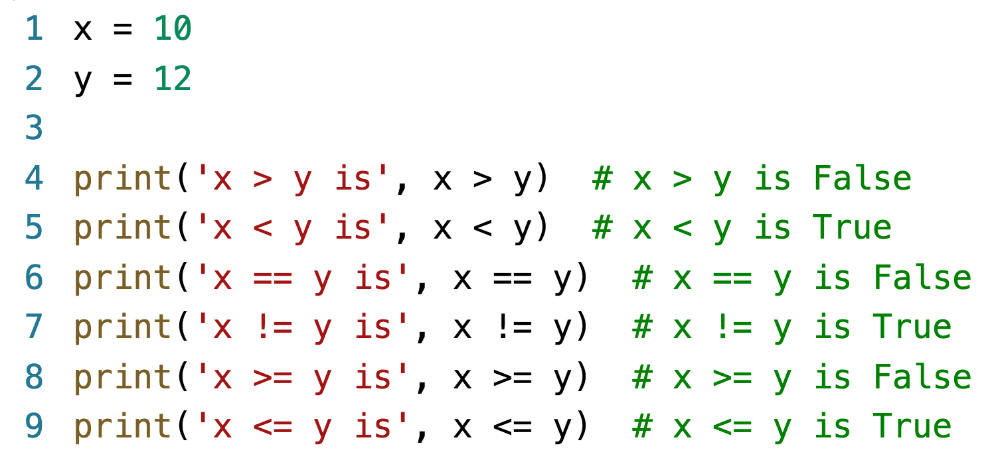 1 x = 10
2 y = 12
3
4 print('x > y is', x > y)  # x > y is False
5 print('x < y is', x < y)  # x < y is True
6 print('x == y is', x == y)  # x == y is False
7 print('x != y is', x != y)  # x != y is True
8 print('x >= y is', x >= y)  # x >= y is False
9 print('x <= y is', x <= y)  # x <= y is True